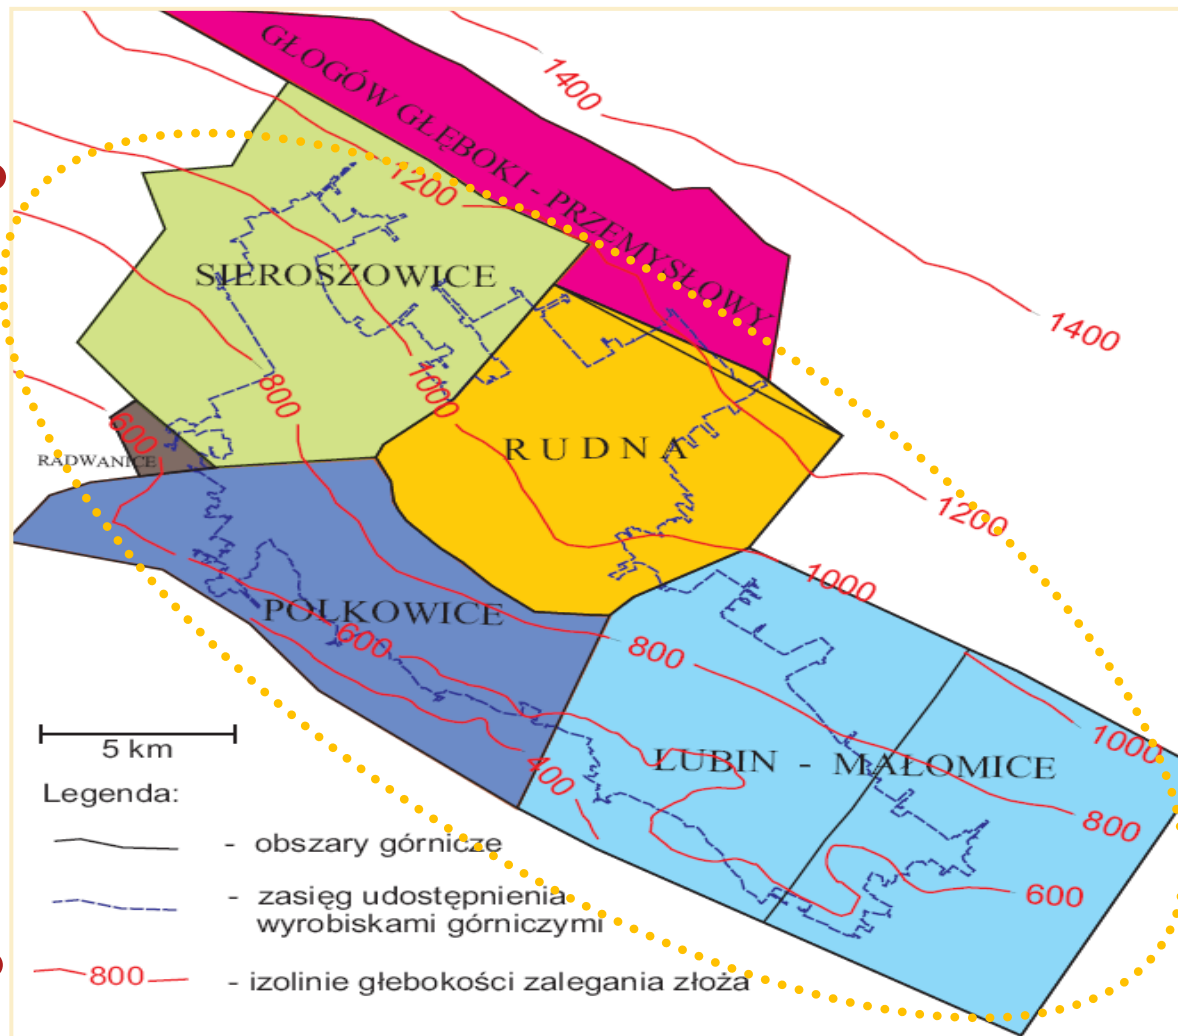 1400
GŁOGÓW GŁĘBOKI - PRZEMYSŁOWY
1200
SIEROSZOWICE
1400
800
1000
600
RADWANICE
RUDNA
1200
1000
POLKOWICE
600
800
1000
400
LUBIN - MAŁOMICE
800
600
5 km
Legenda:
- obszary górnicze
- zasięg udostępnienia
wyrobiskami górniczymi
800 - izolinie głebokości zalegania złoża